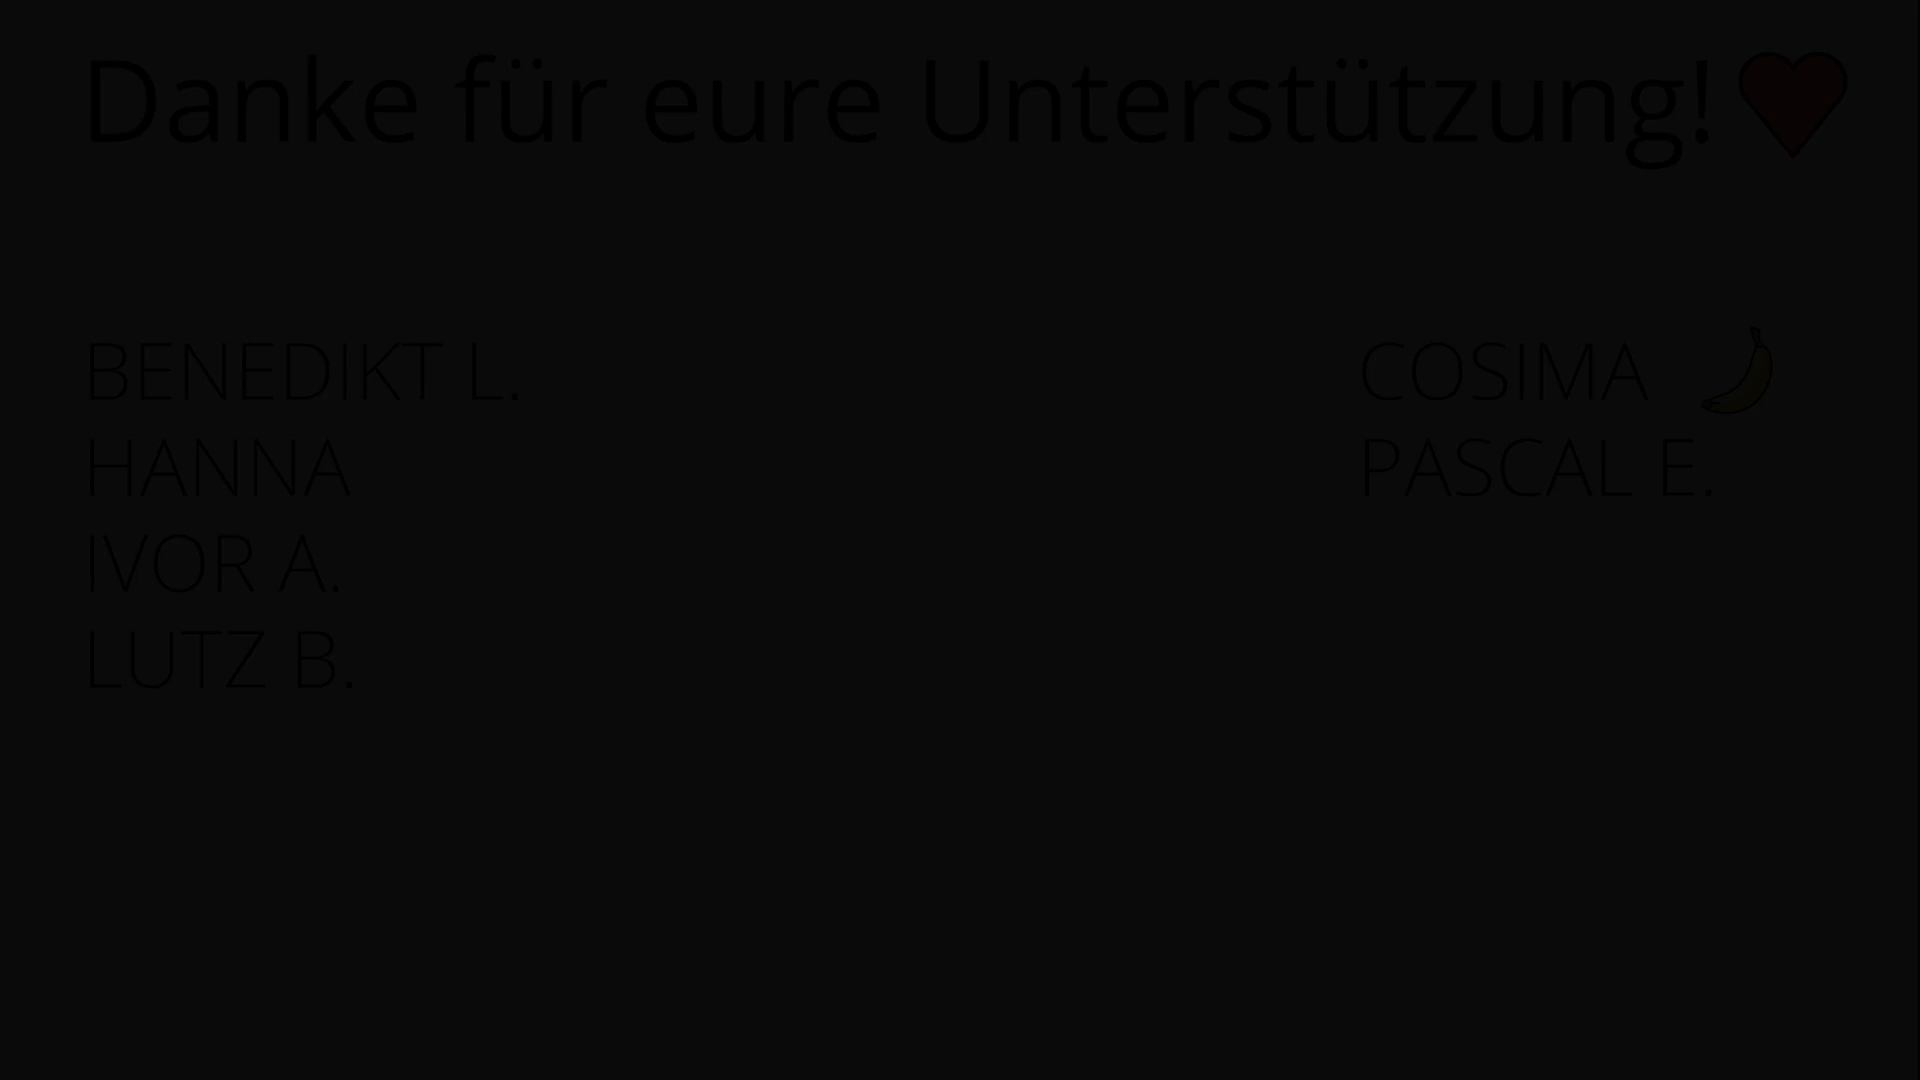 Danke für eure Unterstützung! ❤️
BENEDIKT L.
HANNA
IVOR A.
LUTZ B.
COSIMA 🍌
PASCAL E.